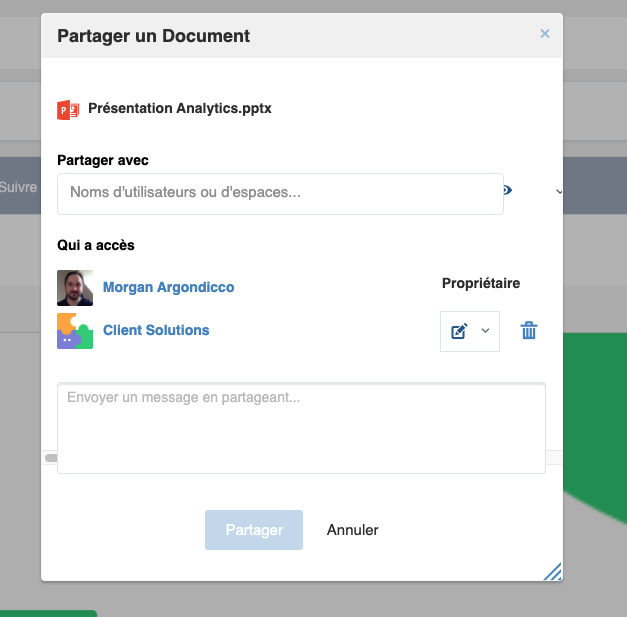 Partager un Document
×
Présentation Analytics.pptx
Partager avec
Noms d'utilisateurs ou d'espaces...
Suivre
Qui a accès
Morgan Argondicco
Propriétaire
Client Solutions
Envoyer un message en partageant...
Partager
Annuler